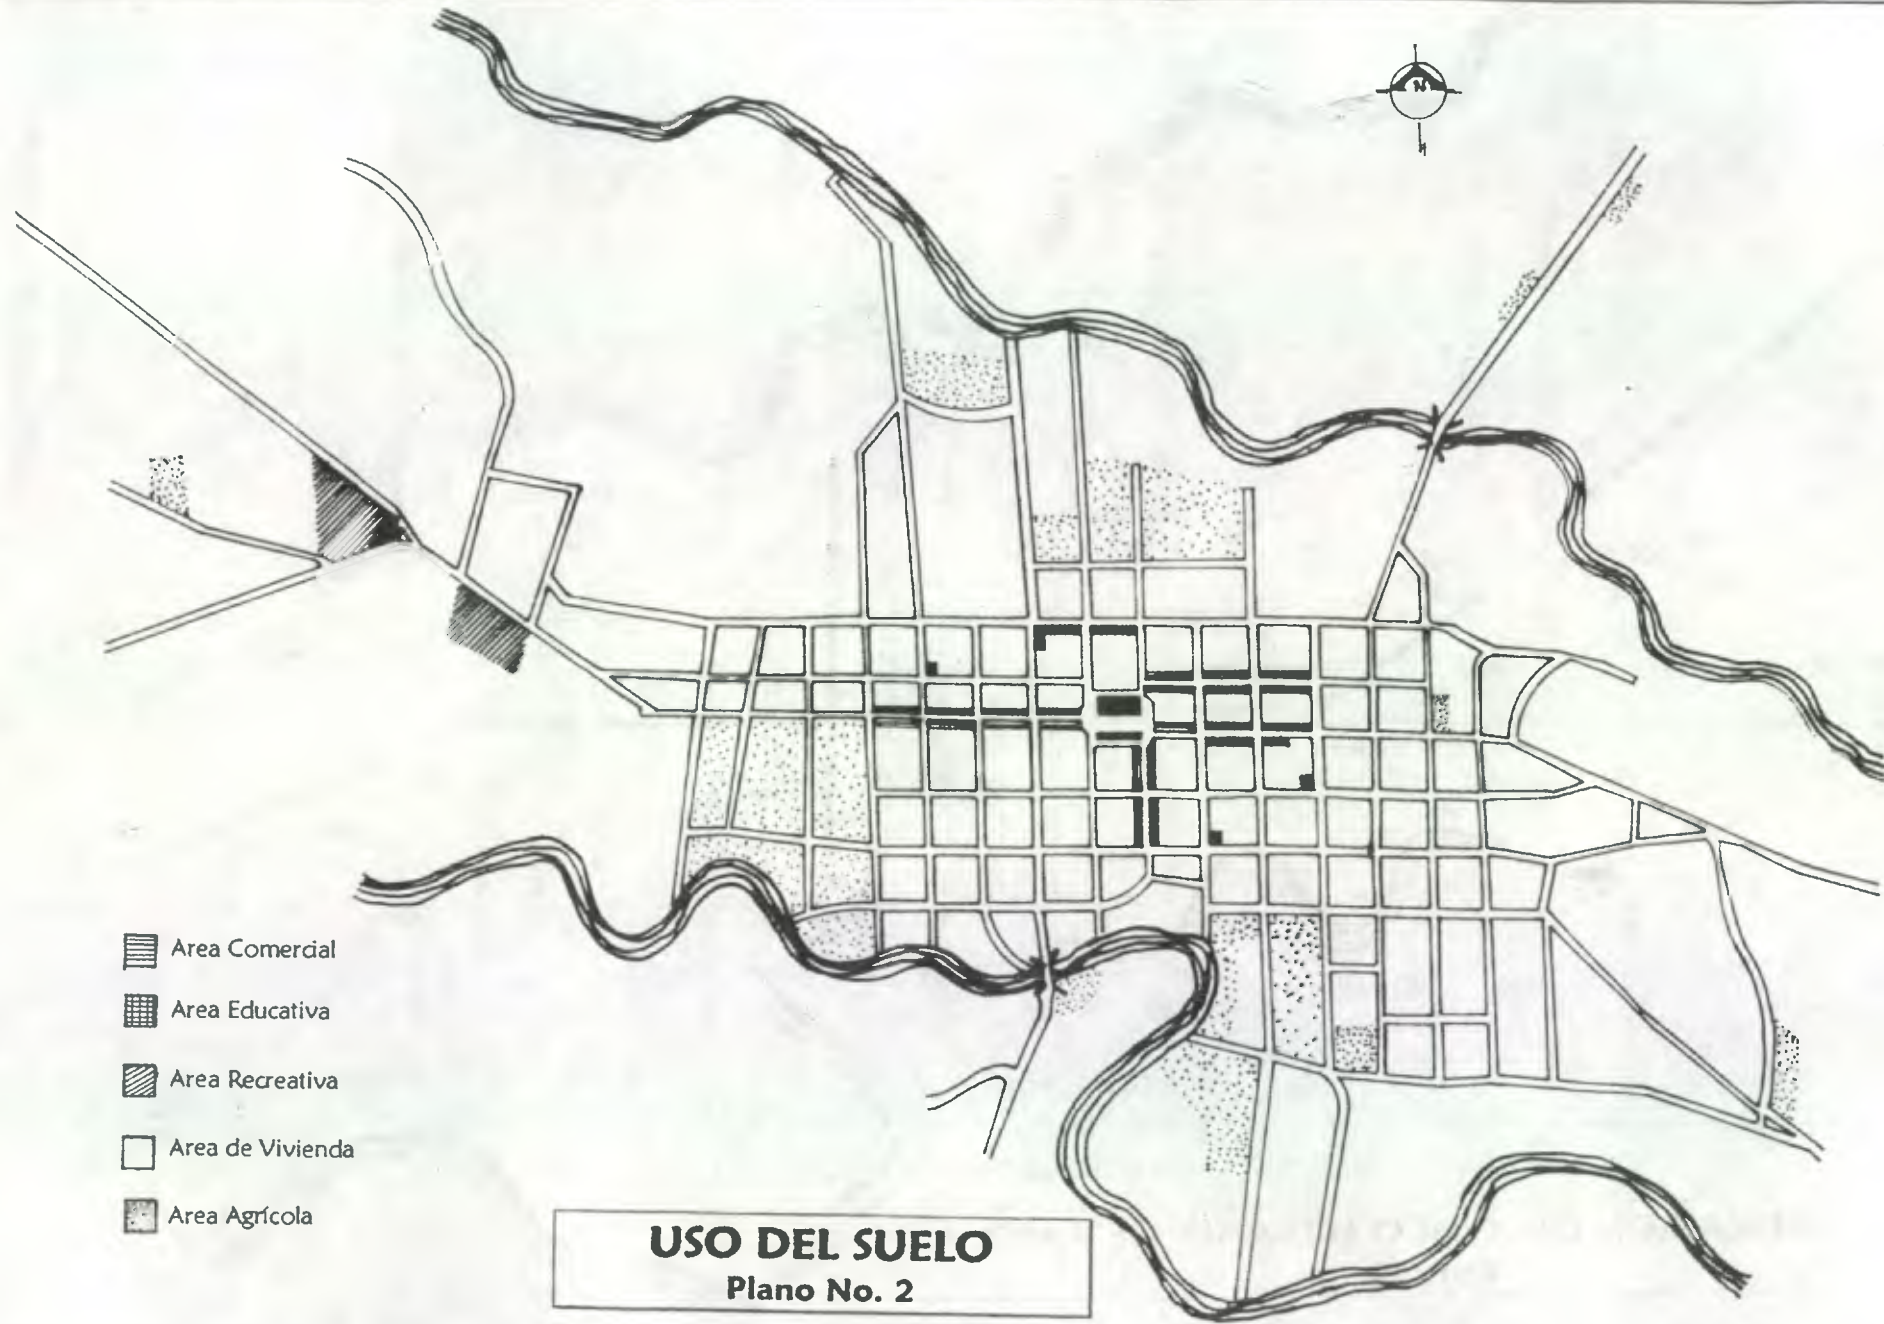 N
Area Comercial
Area Educativa
Area Recreativa
Area de Vivienda
Area Agrícola
USO DEL SUELO
Plano No. 2